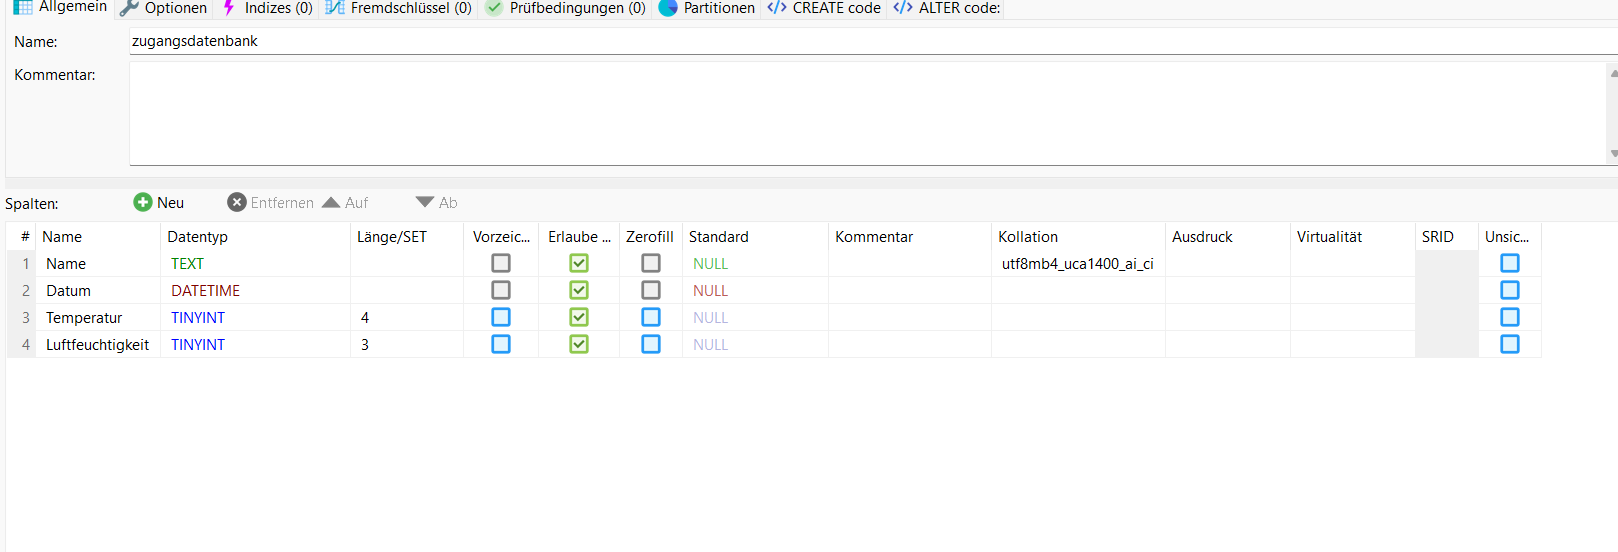 Allgemein Optionen Indizes (0) Fremdschlüssel (0) Prüfbedingungen (0) Partitionen </> CREATE code </> ALTER code:
Name: zugangsdatenbank
Kommentar:
Spalten: Neu Entfernen Auf Ab
# Name Datentyp Länge/SET Vorzeic... Erlaube ... Zerofill Standard Kommentar Kollation Ausdruck Virtualität SRID Unsic...
1 Name TEXT NULL utf8mb4_uca1400_ai_ci
2 Datum DATETIME NULL
3 Temperatur TINYINT 4 NULL
4 Luftfeuchtigkeit TINYINT 3 NULL